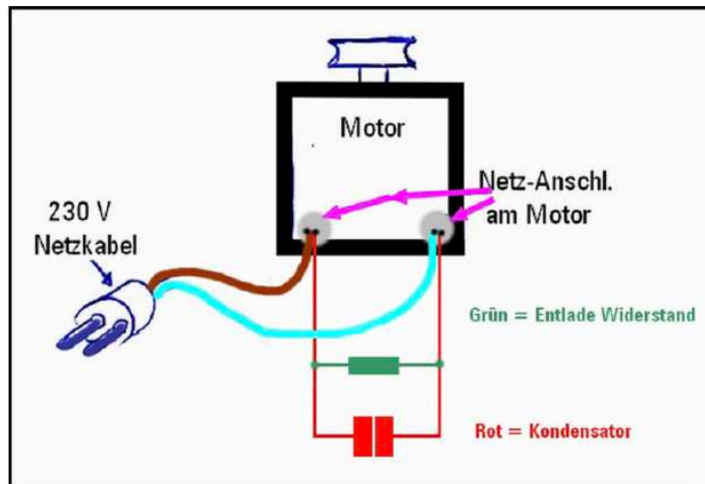 Motor
Netz-Anschl.
am Motor
230 V
Netzkabel
Grün = Entlade Widerstand
Rot = Kondensator